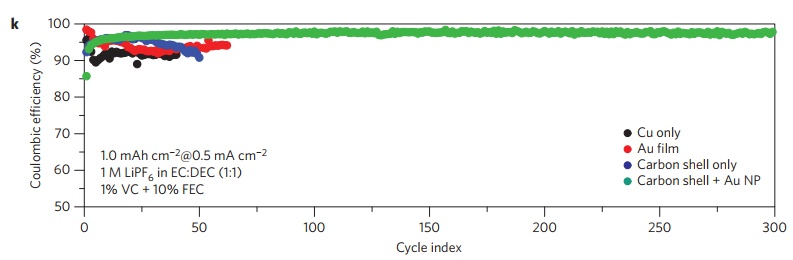 k
100
90
80
70
60
50
Coulombic efficiency (%)
1.0 mAh cm⁻²@0.5 mA cm⁻²
1 M LiPF₆ in EC:DEC (1:1)
1% VC + 10% FEC
Cu only
Au film
Carbon shell only
Carbon shell + Au NP
0 50 100 150 200 250 300
Cycle index